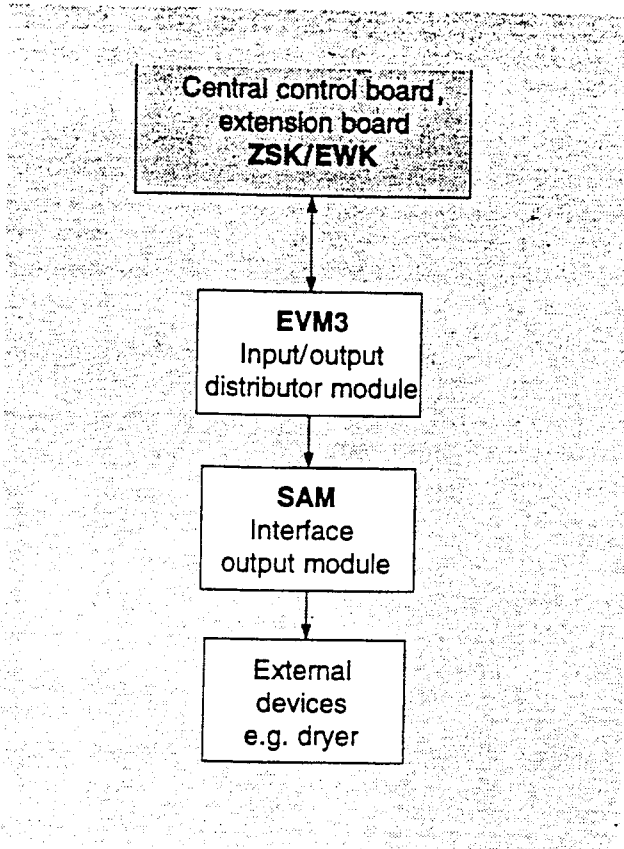 Central control board,
extension board
ZSK/EWK
EVM3
Input/output
distributor module
SAM
Interface
output module
External
devices
e.g. dryer